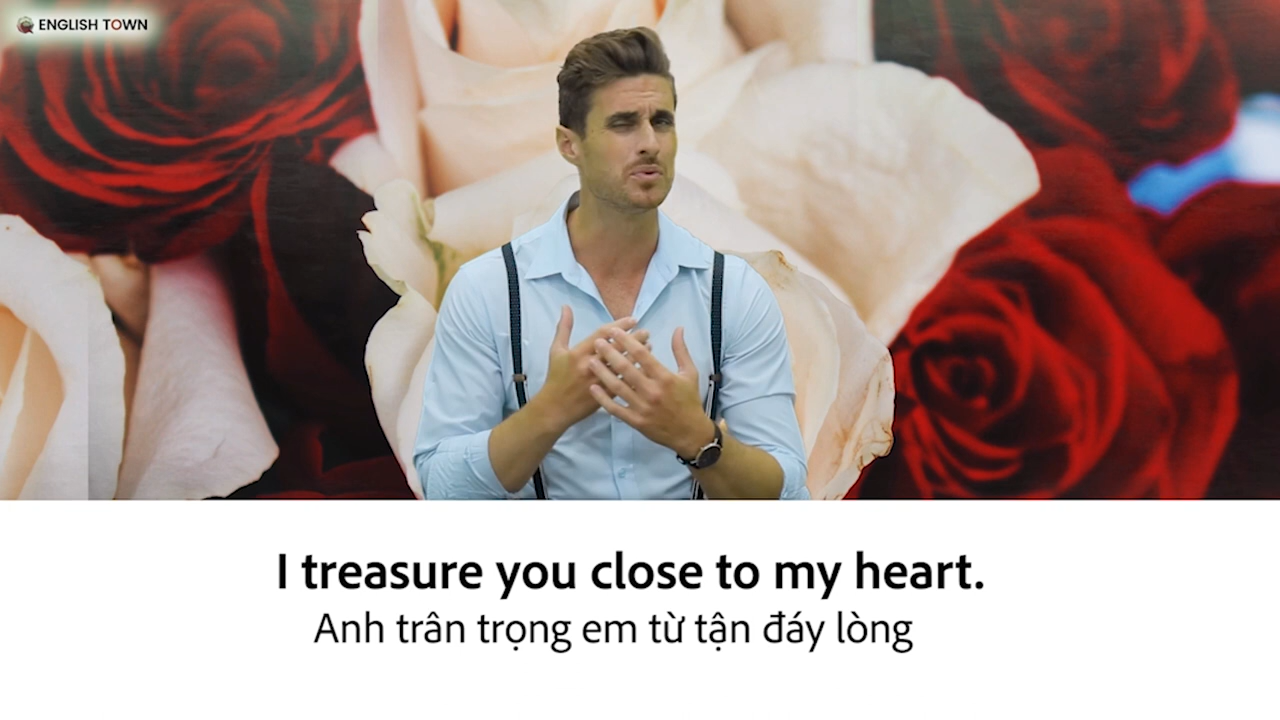 ENGLISH TOWN
I treasure you close to my heart.
Anh trân trọng em từ tận đáy lòng